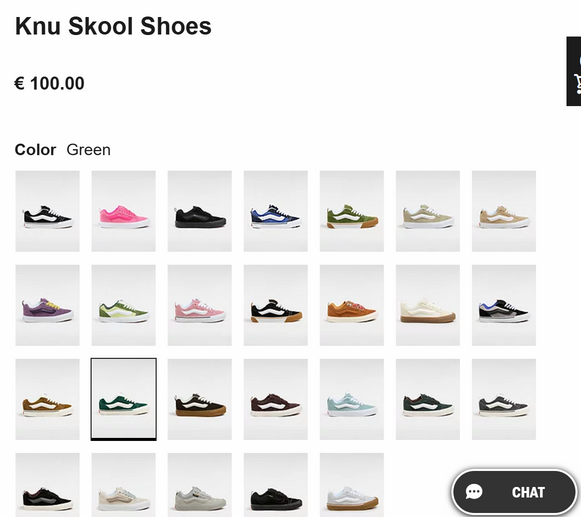 Knu Skool Shoes
€ 100.00
Color Green
CHAT